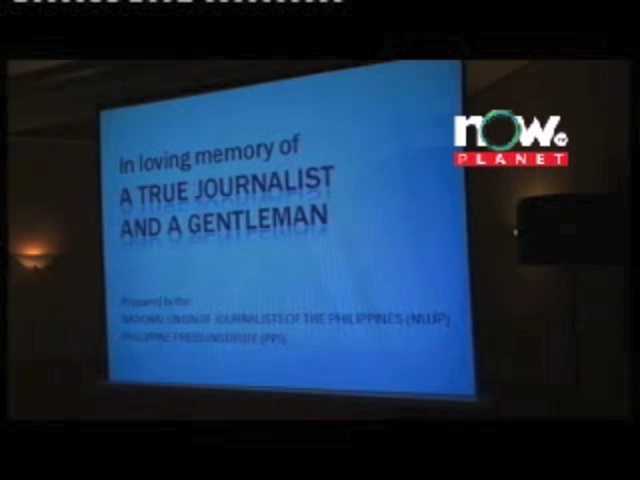 In loving memory of
A TRUE JOURNALIST
AND A GENTLEMAN
Prepared by the:
NATIONAL UNION OF JOURNALISTS OF THE PHILIPPINES (NUJP)
PHILIPPINE PRESS INSTITUTE (PPI)
now.
PLANET